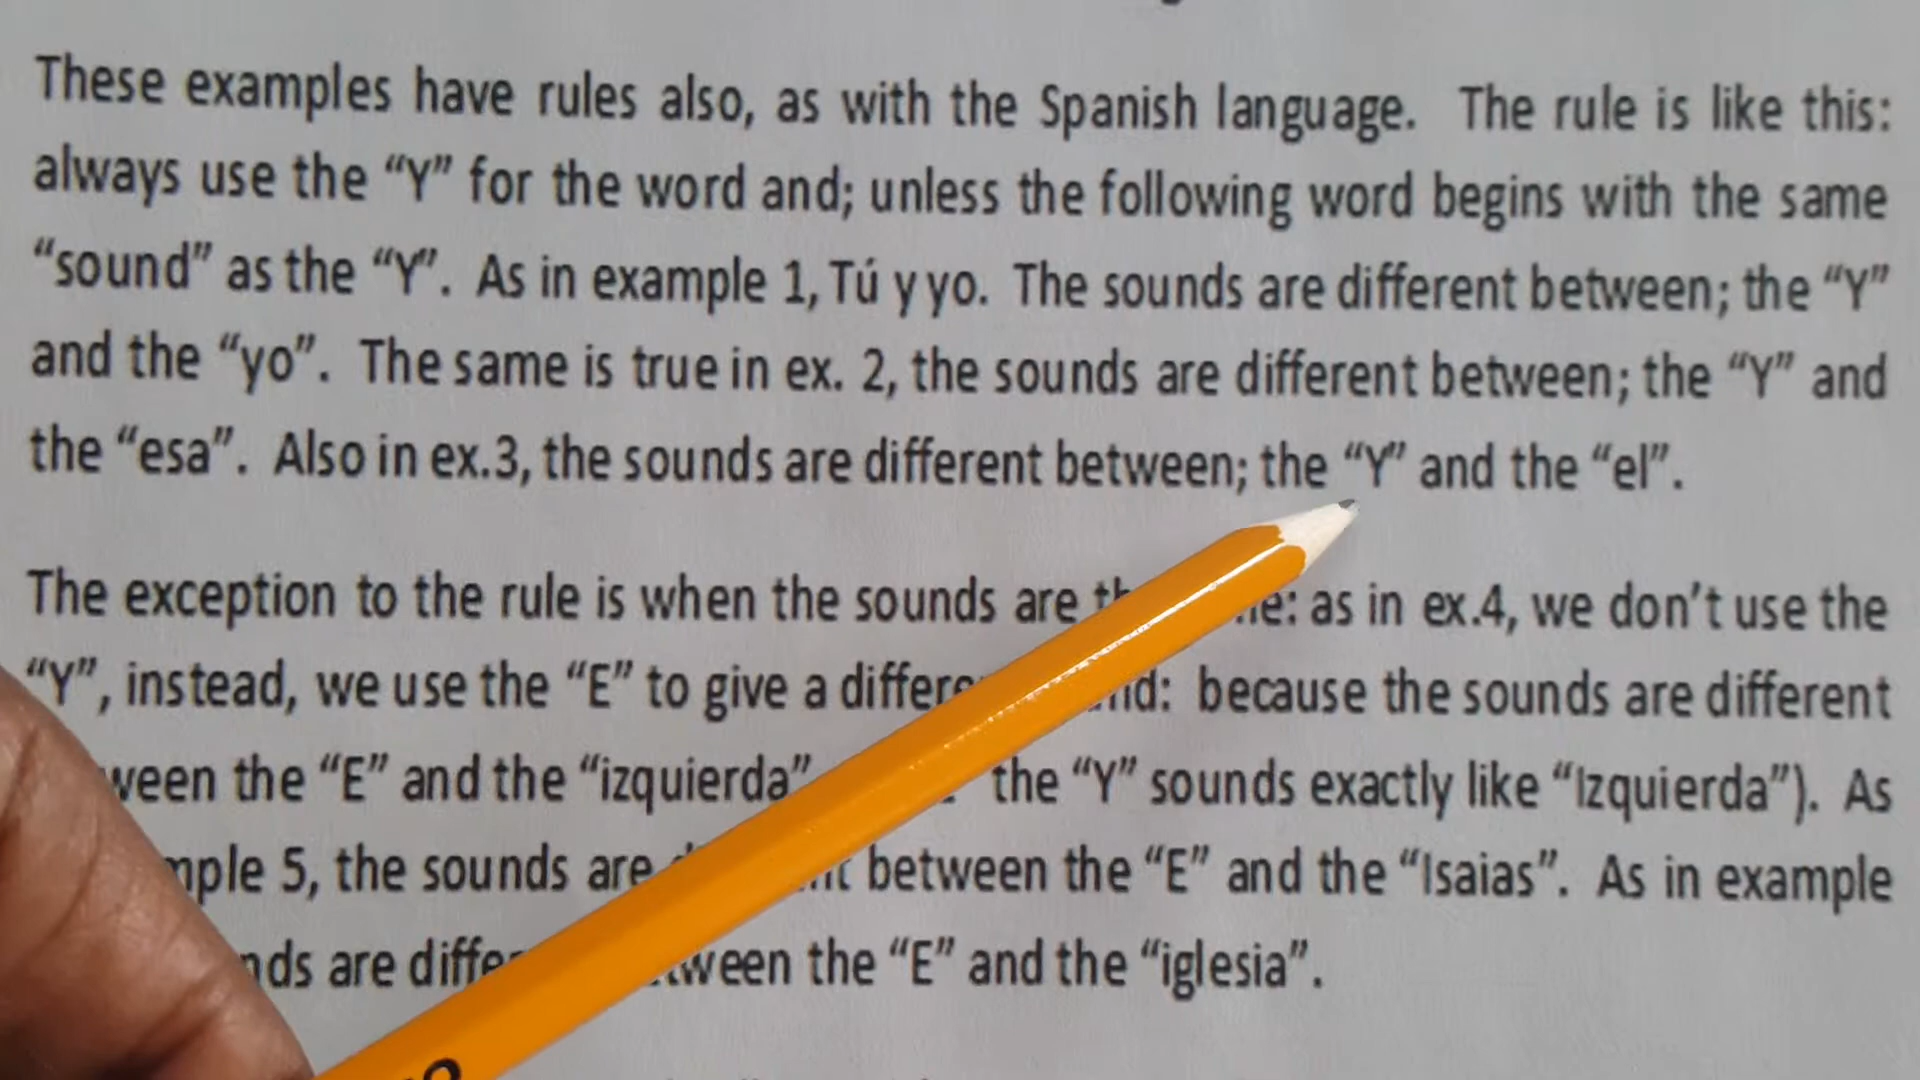 These examples have rules also, as with the Spanish language. The rule is like this:
always use the “Y” for the word and; unless the following word begins with the same
“sound” as the “Y”. As in example 1, Tú y yo. The sounds are different between; the “Y”
and the “yo”. The same is true in ex. 2, the sounds are different between; the “Y” and
the “esa”. Also in ex.3, the sounds are different between; the “Y” and the “el”.
The exception to the rule is when the sounds are as in ex.4, we don’t use the
“Y”, instead, we use the “E” to give a because the sounds are different
the “E” and the “izquierda” the “Y” sounds exactly like “Izquierda”). As
5, the sounds are between the “E” and the “Isaias”. As in example
are the “E” and the “iglesia”.